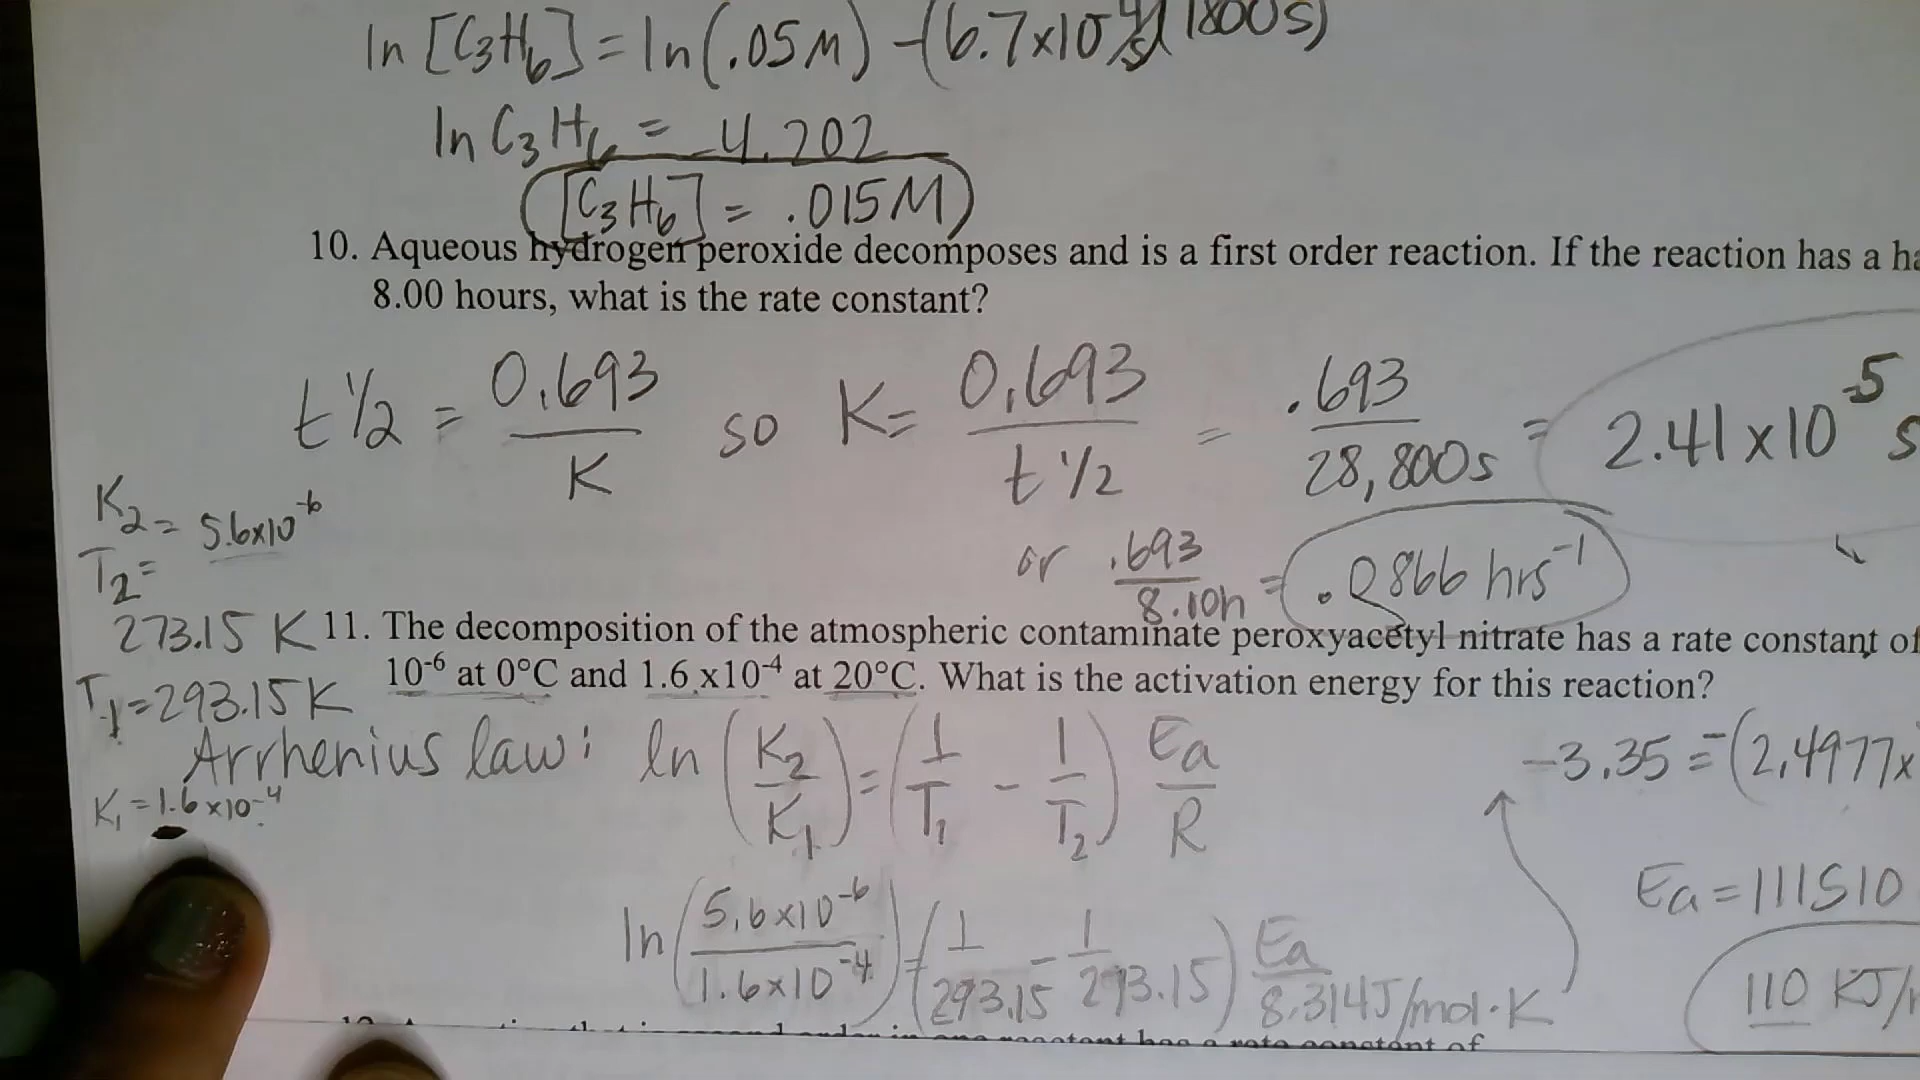 ln [C3H6] = ln(.05M) - (6.7x10 1800s)
ln C3H6 = -4.202
[C3H6] = .015M
10. Aqueous hydrogen peroxide decomposes and is a first order reaction. If the reaction has a ha
8.00 hours, what is the rate constant?
t 1/2 = 0.693/K so K = 0.693/t 1/2 = .693/28,800s = 2.41 x 10^-5 s
or .693/8.10h = .0866 hrs^-1
K2 = 5.6x10^-6
T2 =
273.15 K
11. The decomposition of the atmospheric contaminate peroxyacetyl nitrate has a rate constant of
10^-6 at 0°C and 1.6 x10^-4 at 20°C. What is the activation energy for this reaction?
T1 = 293.15 K
Arrhenius law: ln (K2/K1) = (1/T1 - 1/T2) Ea/R
K1 = 1.6x10^-4
ln (5.6x10^-6/1.6x10^-4) = (1/293.15 - 1/273.15) Ea/8.314J/mol·K
-3.35 = -(2.4977x
Ea = 111510
110 KJ/